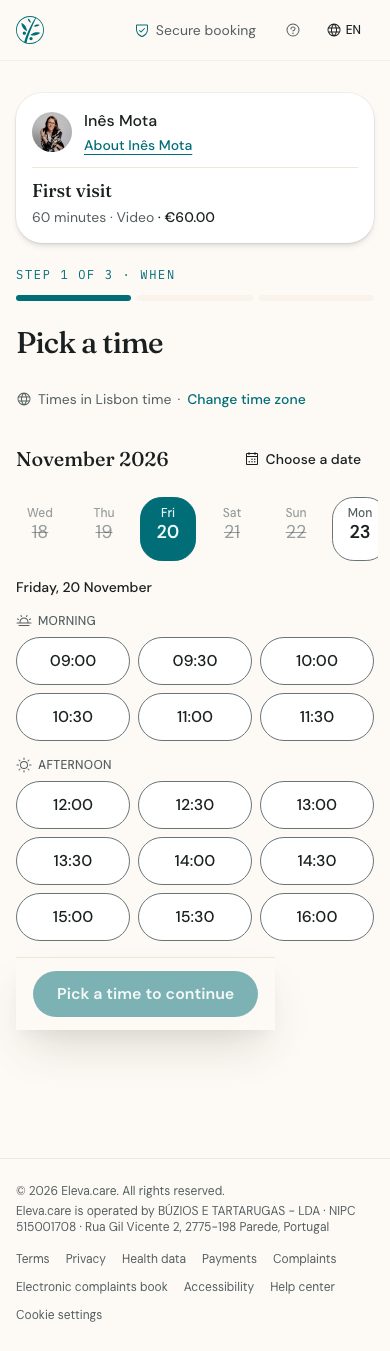 Secure booking
EN
Inês Mota
About Inês Mota
First visit
60 minutes · Video · €60.00
STEP 1 OF 3 · WHEN
Pick a time
Times in Lisbon time · Change time zone
November 2026
Choose a date
Wed Thu Fri Sat Sun Mon
18 19 20 21 22 23
Friday, 20 November
MORNING
09:00 09:30 10:00
10:30 11:00 11:30
AFTERNOON
12:00 12:30 13:00
13:30 14:00 14:30
15:00 15:30 16:00
Pick a time to continue
© 2026 Eleva.care. All rights reserved.
Eleva.care is operated by BÚZIOS E TARTARUGAS - LDA · NIPC
515001708 · Rua Gil Vicente 2, 2775-198 Parede, Portugal
Terms Privacy Health data Payments Complaints
Electronic complaints book Accessibility Help center
Cookie settings